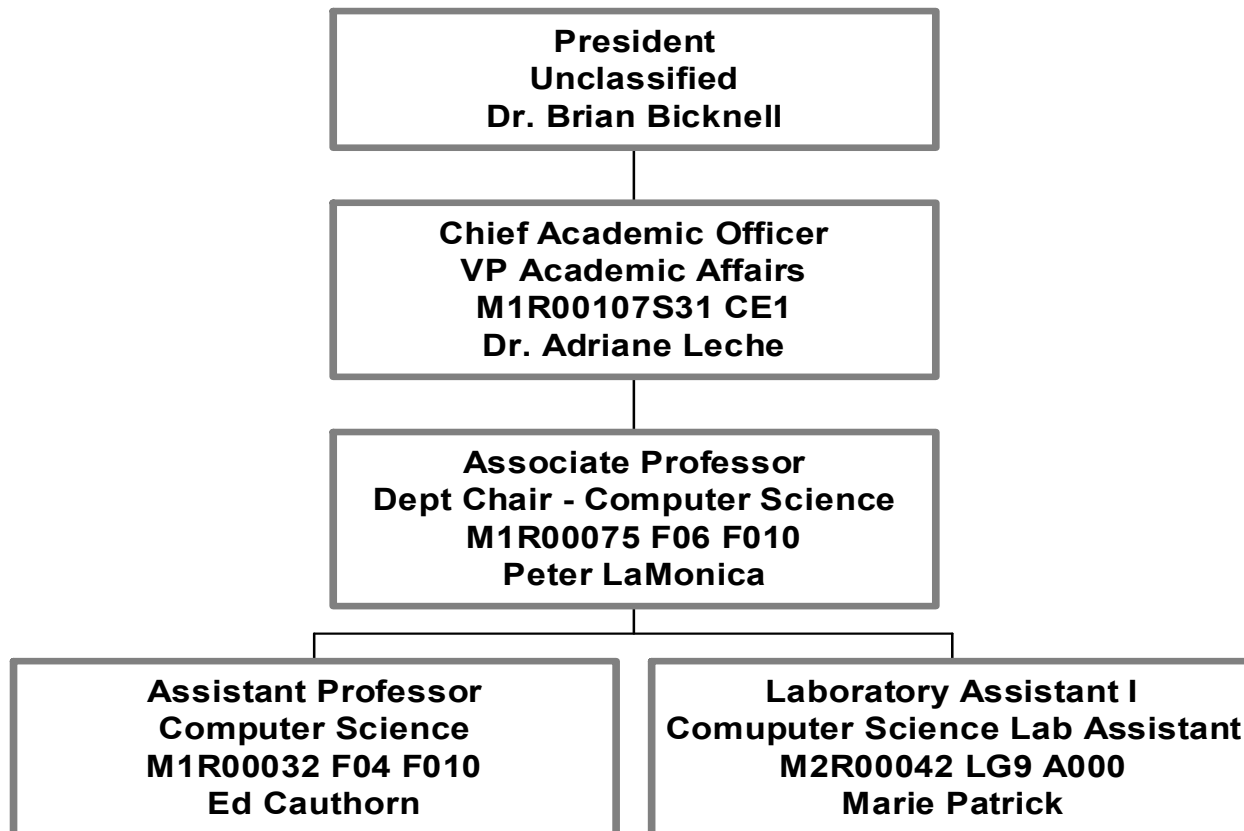 President
Unclassified
Dr. Brian Bicknell
Chief Academic Officer
VP Academic Affairs
M1R00107S31 CE1
Dr. Adriane Leche
Associate Professor
Dept Chair - Computer Science
M1R00075 F06 F010
Peter LaMonica
Assistant Professor
Computer Science
M1R00032 F04 F010
Ed Cauthorn
Laboratory Assistant I
Comuputer Science Lab Assistant
M2R00042 LG9 A000
Marie Patrick